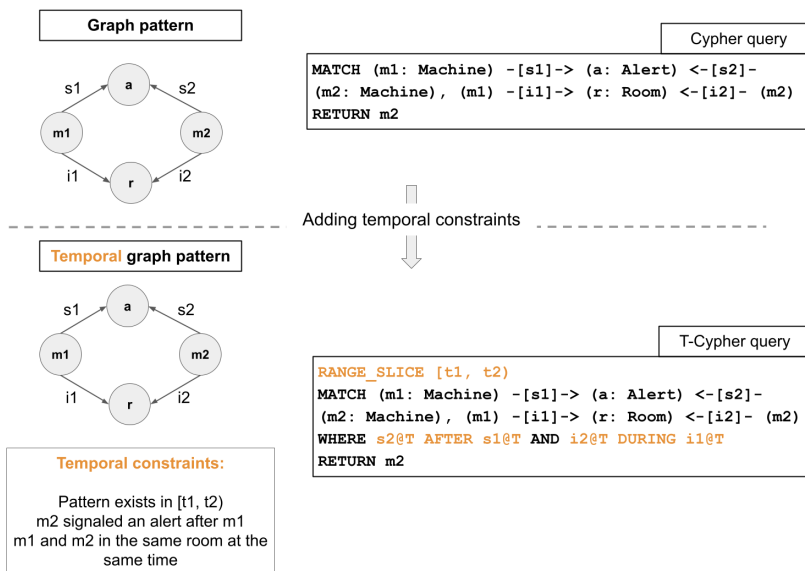 Graph pattern
s1
a
s2
m1
m2
i1
r
i2
Cypher query
MATCH (m1: Machine) -[s1]-> (a: Alert) <-[s2]-
(m2: Machine), (m1) -[i1]-> (r: Room) <-[i2]- (m2)
RETURN m2
Adding temporal constraints
Temporal graph pattern
s1
a
s2
m1
m2
i1
r
i2
Temporal constraints:
Pattern exists in [t1, t2)
m2 signaled an alert after m1
m1 and m2 in the same room at the
same time
T-Cypher query
RANGE_SLICE [t1, t2)
MATCH (m1: Machine) -[s1]-> (a: Alert) <-[s2]-
(m2: Machine), (m1) -[i1]-> (r: Room) <-[i2]- (m2)
WHERE s2@T AFTER s1@T AND i2@T DURING i1@T
RETURN m2